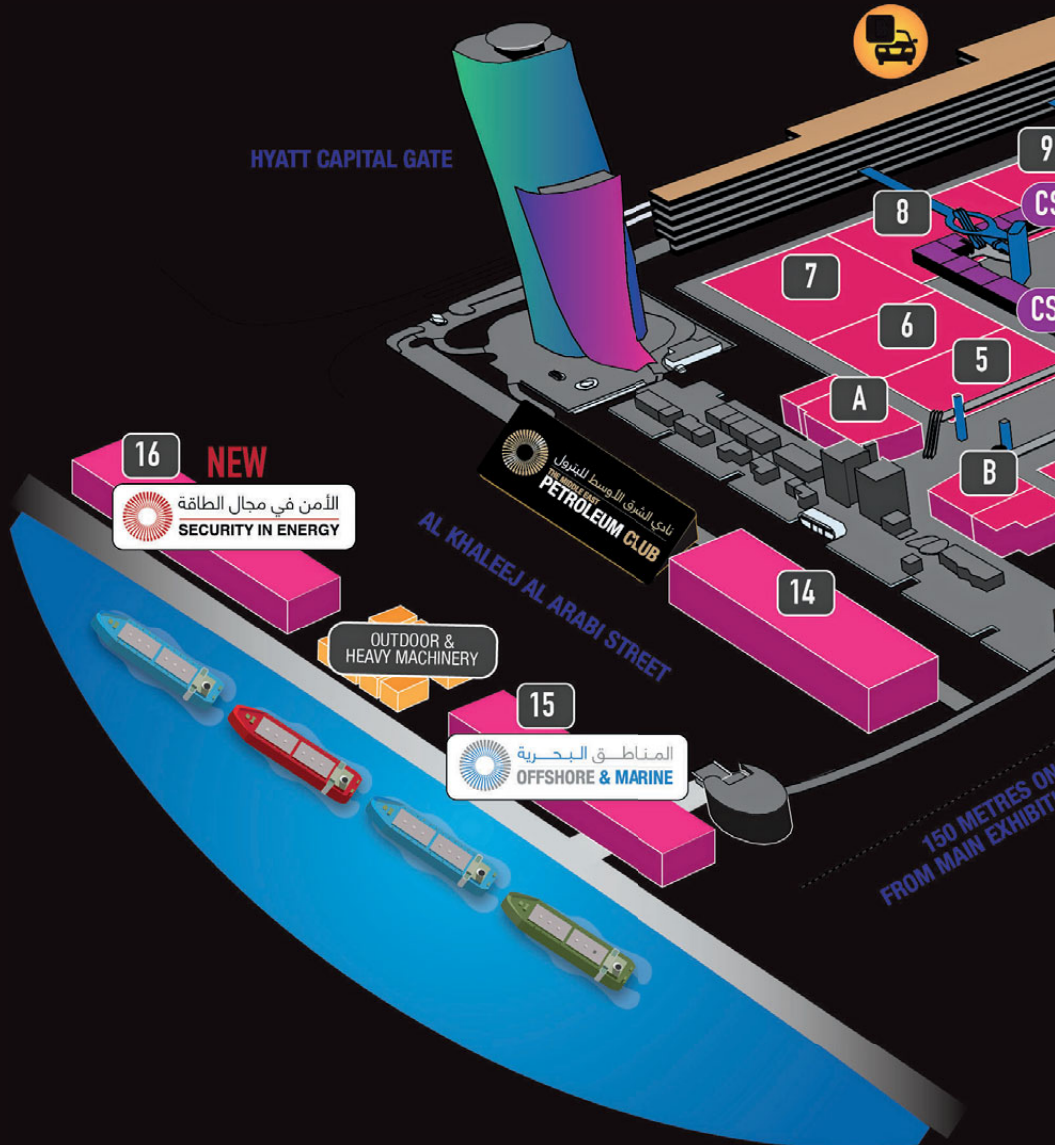 HYATT CAPITAL GATE
9
CS
8
7
CS
6
5
A
B
16
NEW
الأمن في مجال الطاقة
SECURITY IN ENERGY
نادي الشرق الأوسط للبترول
THE MIDDLE EAST
PETROLEUM CLUB
AL KHALEEJ AL ARABI STREET
14
OUTDOOR &
HEAVY MACHINERY
15
المناطق البحرية
OFFSHORE & MARINE
150 METRES ON
FROM MAIN EXHIBITI